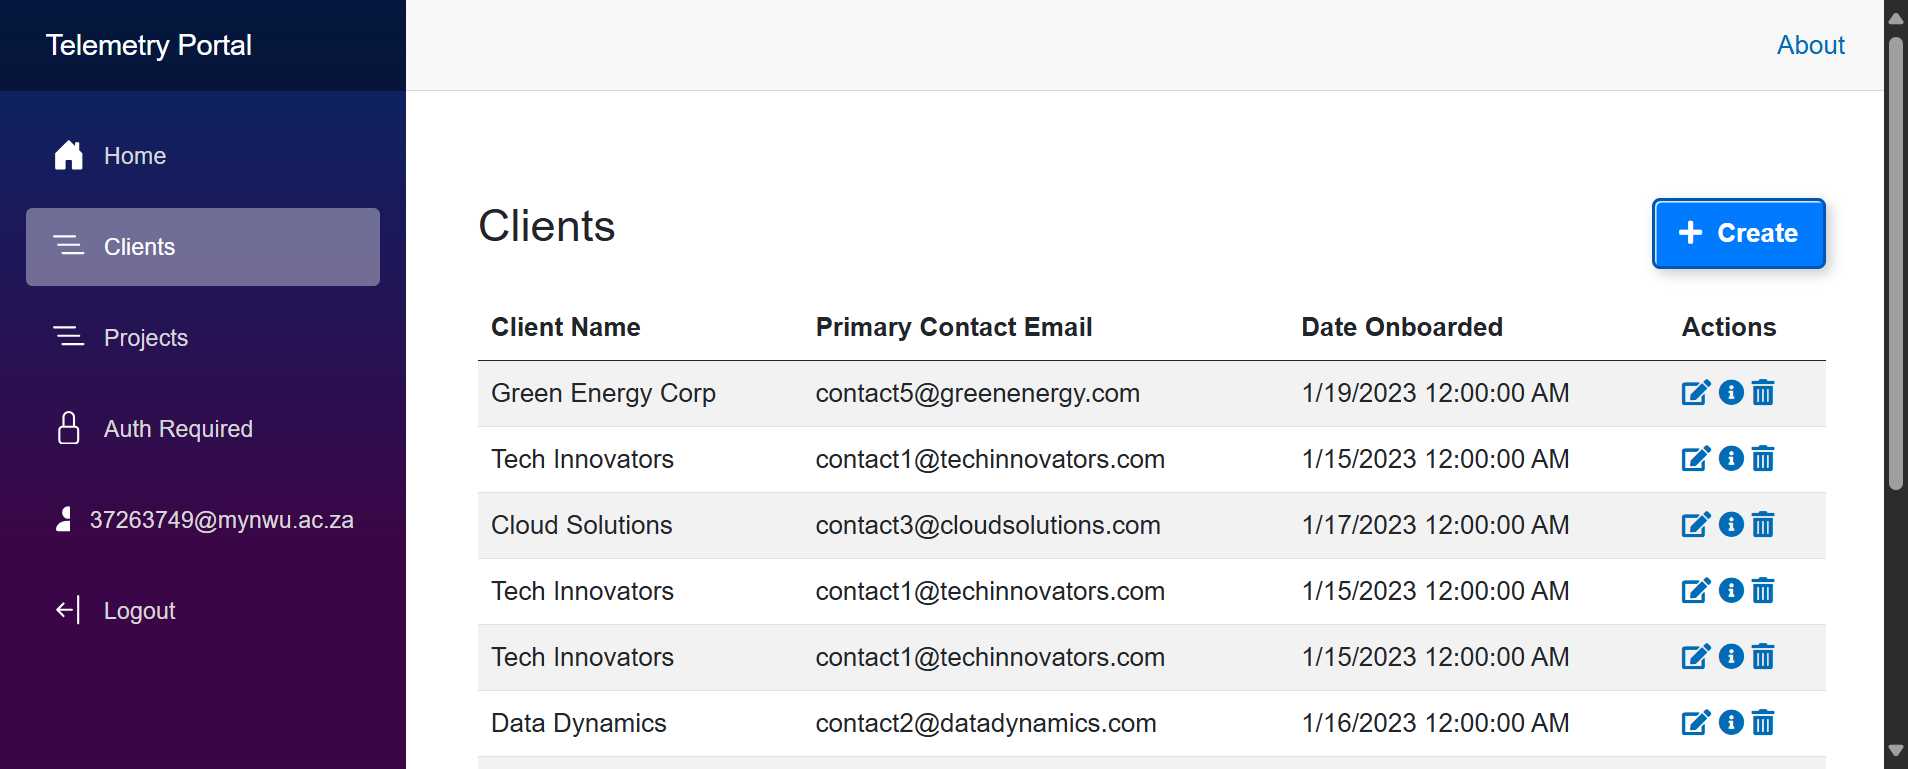 Telemetry Portal
About
Home
Clients
Projects
Auth Required
37263749@mynwu.ac.za
Logout
Clients
Create
Client Name Primary Contact Email Date Onboarded Actions
Green Energy Corp contact5@greenenergy.com 1/19/2023 12:00:00 AM
Tech Innovators contact1@techinnovators.com 1/15/2023 12:00:00 AM
Cloud Solutions contact3@cloudsolutions.com 1/17/2023 12:00:00 AM
Tech Innovators contact1@techinnovators.com 1/15/2023 12:00:00 AM
Tech Innovators contact1@techinnovators.com 1/15/2023 12:00:00 AM
Data Dynamics contact2@datadynamics.com 1/16/2023 12:00:00 AM